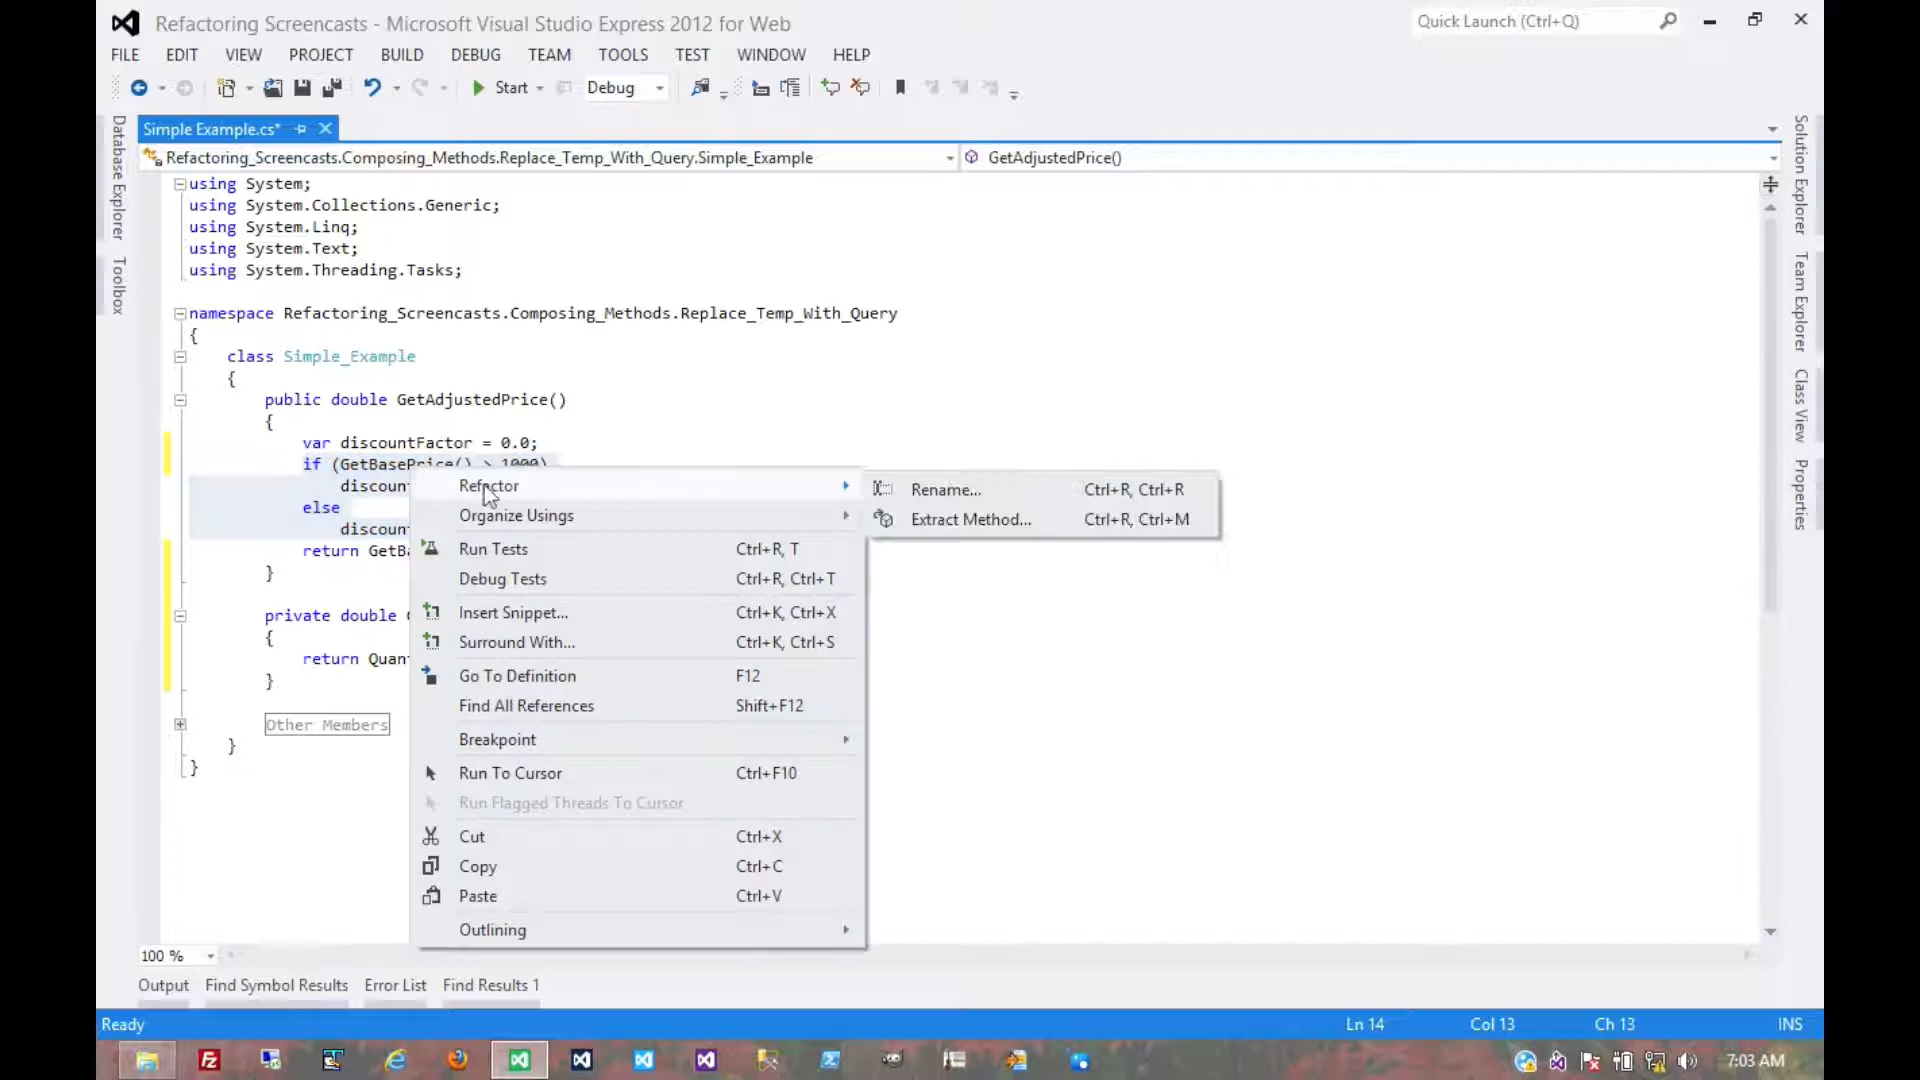 Refactoring Screencasts - Microsoft Visual Studio Express 2012 for Web
Quick Launch (Ctrl+Q)
FILE EDIT VIEW PROJECT BUILD DEBUG TEAM TOOLS TEST WINDOW HELP
Start Debug
Simple Example.cs*
Refactoring_Screencasts.Composing_Methods.Replace_Temp_With_Query.Simple_Example
GetAdjustedPrice()
Database Explorer
Toolbox
using System;
using System.Collections.Generic;
using System.Linq;
using System.Text;
using System.Threading.Tasks;
namespace Refactoring_Screencasts.Composing_Methods.Replace_Temp_With_Query
{
class Simple_Example
{
public double GetAdjustedPrice()
{
var discountFactor = 0.0;
if (GetBasePrice() > 1000)
discount
else
discount
return GetBa
}
private double
{
return Quant
}
Other Members
}
}
Refactor
Organize Usings
Run Tests Ctrl+R, T
Debug Tests Ctrl+R, Ctrl+T
Insert Snippet... Ctrl+K, Ctrl+X
Surround With... Ctrl+K, Ctrl+S
Go To Definition F12
Find All References Shift+F12
Breakpoint
Run To Cursor Ctrl+F10
Run Flagged Threads To Cursor
Cut Ctrl+X
Copy Ctrl+C
Paste Ctrl+V
Outlining
Rename... Ctrl+R, Ctrl+R
Extract Method... Ctrl+R, Ctrl+M
Solution Explorer
Team Explorer
Class View
Properties
100 %
Output Find Symbol Results Error List Find Results 1
Ready Ln 14 Col 13 Ch 13 INS
7:03 AM